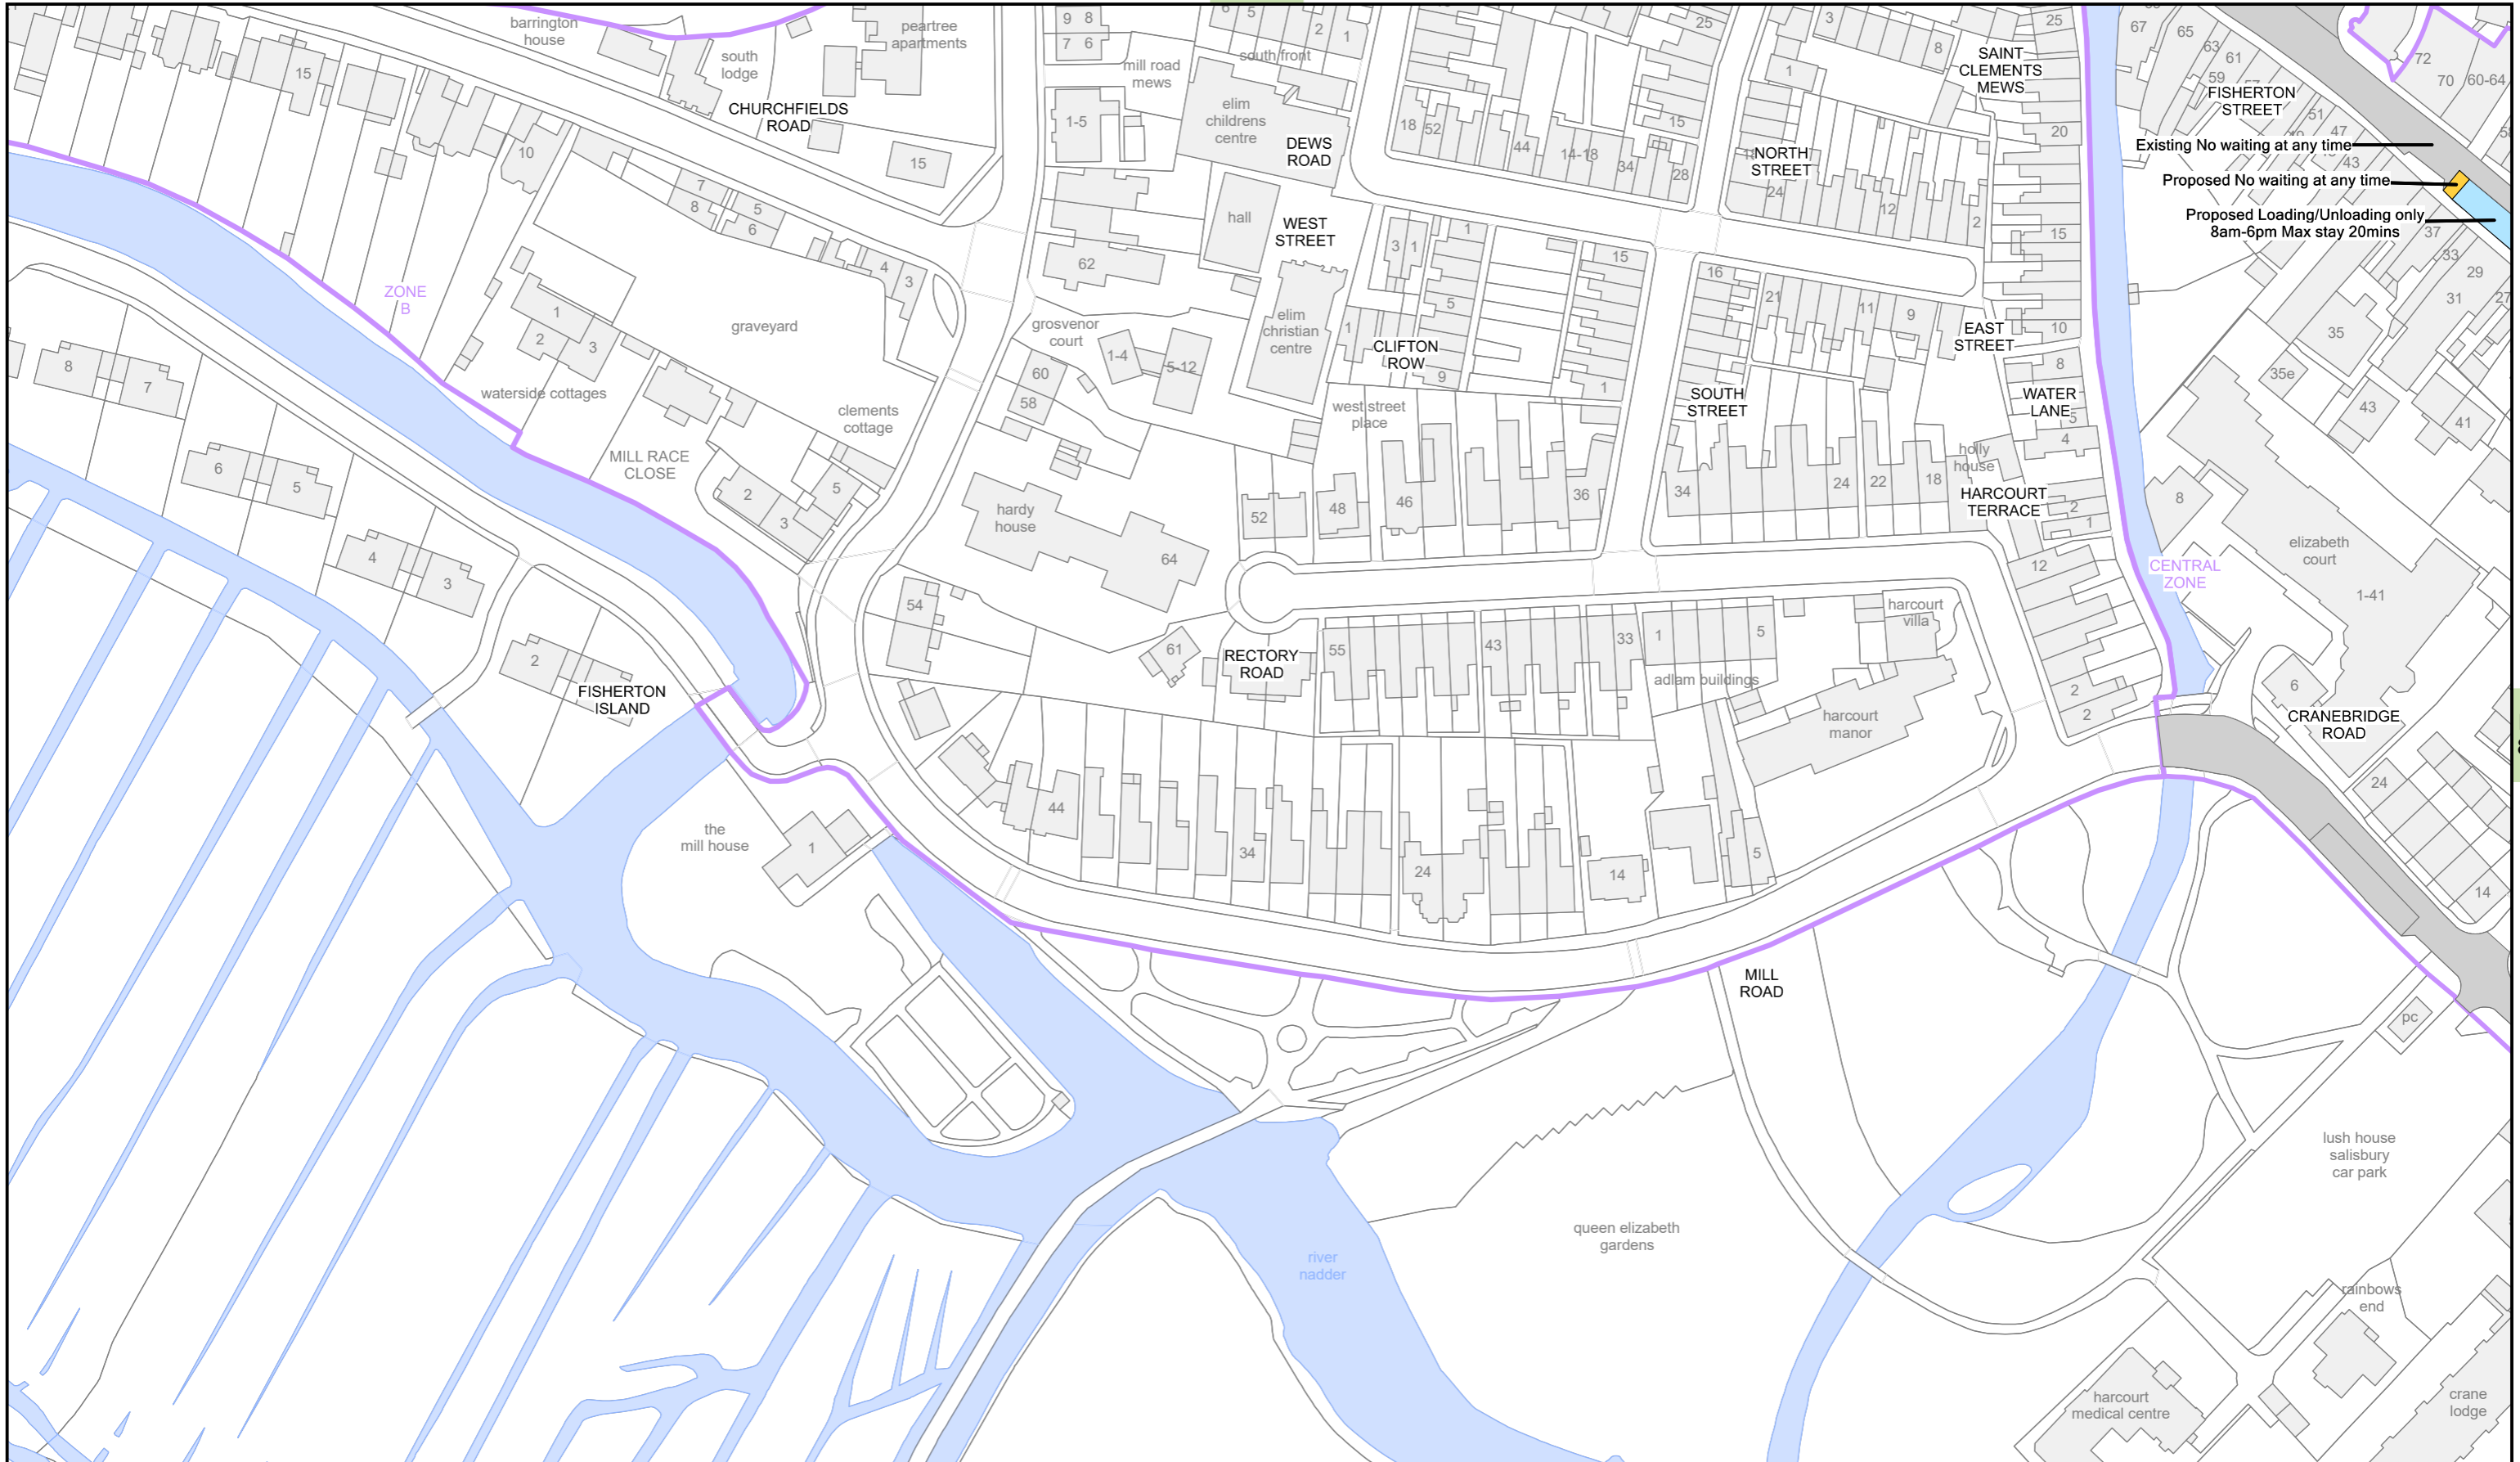 barrington
house
peartree
apartments
9 8
7 6
6 5
2 1
25
3
8
25
67
65
63
61
59
72
70
60-64
15
south
lodge
mill road
mews
south front
SAINT
CLEMENTS
MEWS
1
FISHERTON
STREET
CHURCHFIELDS
ROAD
1-5
elim
childrens
centre
DEWS
ROAD
18 52
44
14-18
34
28
15
NORTH
STREET
24
12
2
20
51
47
43
Existing No waiting at any time
Proposed No waiting at any time
Proposed Loading/Unloading only
8am-6pm Max stay 20mins
10
15
7
8
5
6
hall
WEST
STREET
3 1
1
15
15
37
33
29
31
27
ZONE
B
4
3
62
16
21
11
9
10
graveyard
grosvenor
court
elim
christian
centre
1
5
CLIFTON
ROW
9
1
EAST
STREET
8
35
35e
1
2
3
8
7
waterside cottages
60
58
1-4
5-12
clements
cottage
west street
place
SOUTH
STREET
WATER
LANE
5
4
43
41
MILL RACE
CLOSE
6
5
2
3
5
hardy
house
64
52
48
46
36
34
24
22
18
holly
house
HARCOURT
TERRACE
2
1
8
elizabeth
court
1-41
4
3
12
CENTRAL
ZONE
54
61
RECTORY
ROAD
55
43
33
1
5
harcourt
villa
adlam buildings
2
FISHERTON
ISLAND
harcourt
manor
2
2
6
CRANEBRIDGE
ROAD
the
mill house
1
44
34
24
14
5
24
14
MILL
ROAD
pc
lush house
salisbury
car park
queen elizabeth
gardens
river
nadder
rainbows
end
harcourt
medical centre
crane
lodge